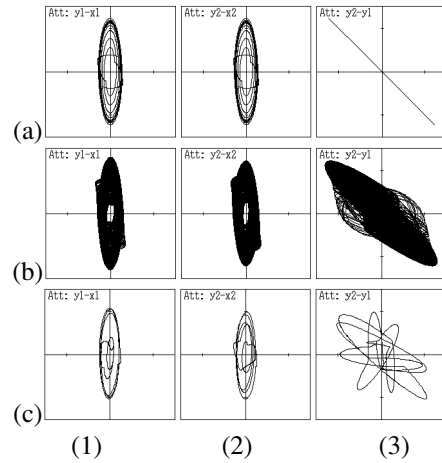 Att: y1-x1 Att: y2-x2 Att: y2-y1
(a)
Att: y1-x1 Att: y2-x2 Att: y2-y1
(b)
Att: y1-x1 Att: y2-x2 Att: y2-y1
(c)
(1) (2) (3)